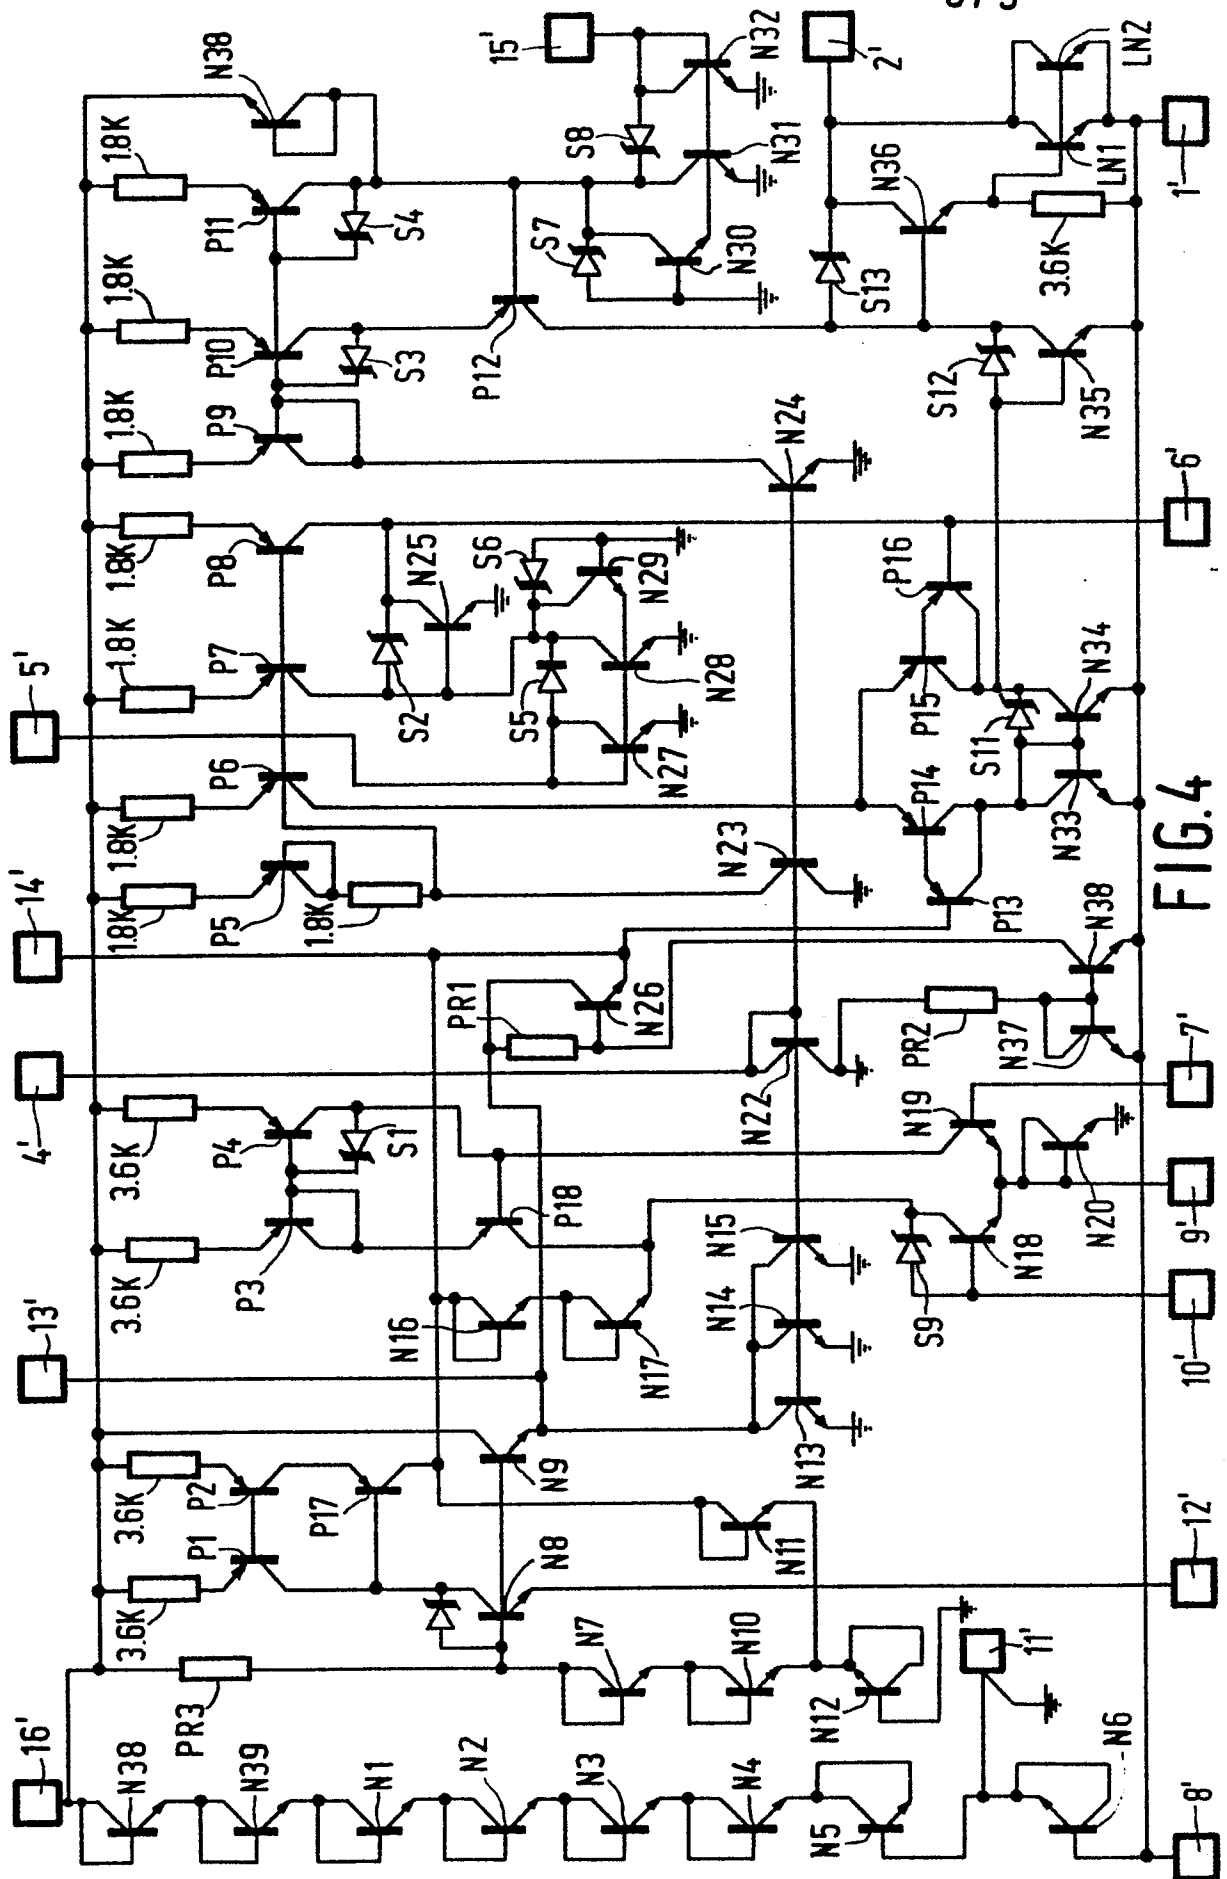 16'
13'
4'
14'
5'
3.6K
3.6K
3.6K
3.6K
1.8K
1.8K
1.8K
1.8K
1.8K
1.8K
1.8K
1.8K
PR3
P1
P2
P17
P3
P4
S1
P18
P5
P6
P7
P8
P9
P10
P11
N38
S2
N25
S3
S4
P12
S5
S6
N27
N28
N29
S7
S8
N30
N31
N32
15'
N38
N39
N1
N2
N3
N4
N5
N6
N7
N8
N9
N10
N11
N12
N16
N17
PR1
N26
N13
N14
N15
N22
N23
N24
S9
N18
N19
N20
PR2
N37
N38
P13
P14
P15
P16
S11
N33
N34
S12
S13
N35
N36
3.6K
LN1
LN2
2'
11'
8'
12'
10'
9'
7'
6'
1'
FIG.4